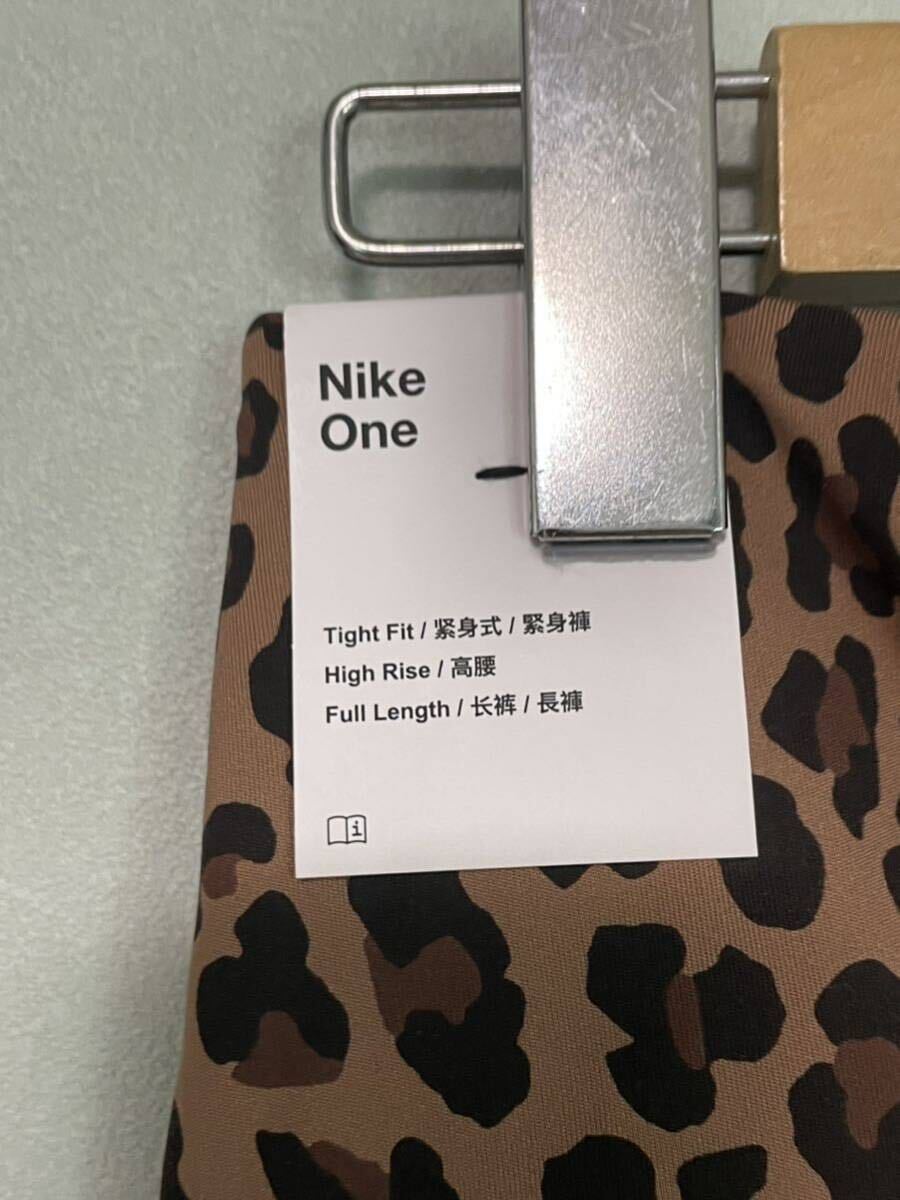 Nike
One
Tight Fit / 紧身式 / 緊身褲
High Rise / 高腰
Full Length / 长裤 / 長褲
i